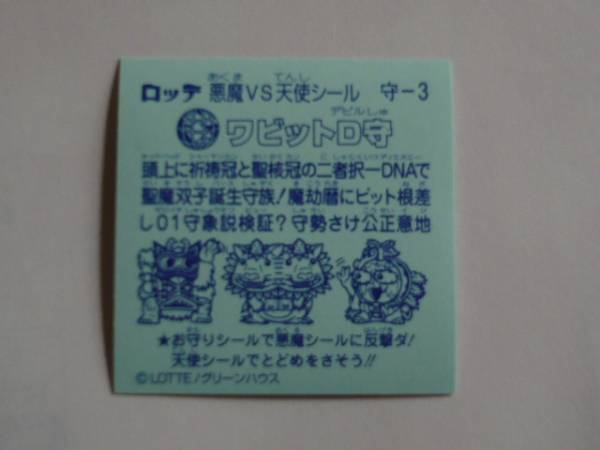 ロッテ 悪魔VS天使シール 守-3
ワビットD守
頭上に祈祷冠と聖核冠の二者択一DNAで
聖魔双子誕生守族！魔劫暦にビット根差
し01守象説検証？守勢さけ公正意地
★お守りシールで悪魔シールに反撃ダ！
天使シールでとどめをさそう!!
©LOTTE/グリーンハウス